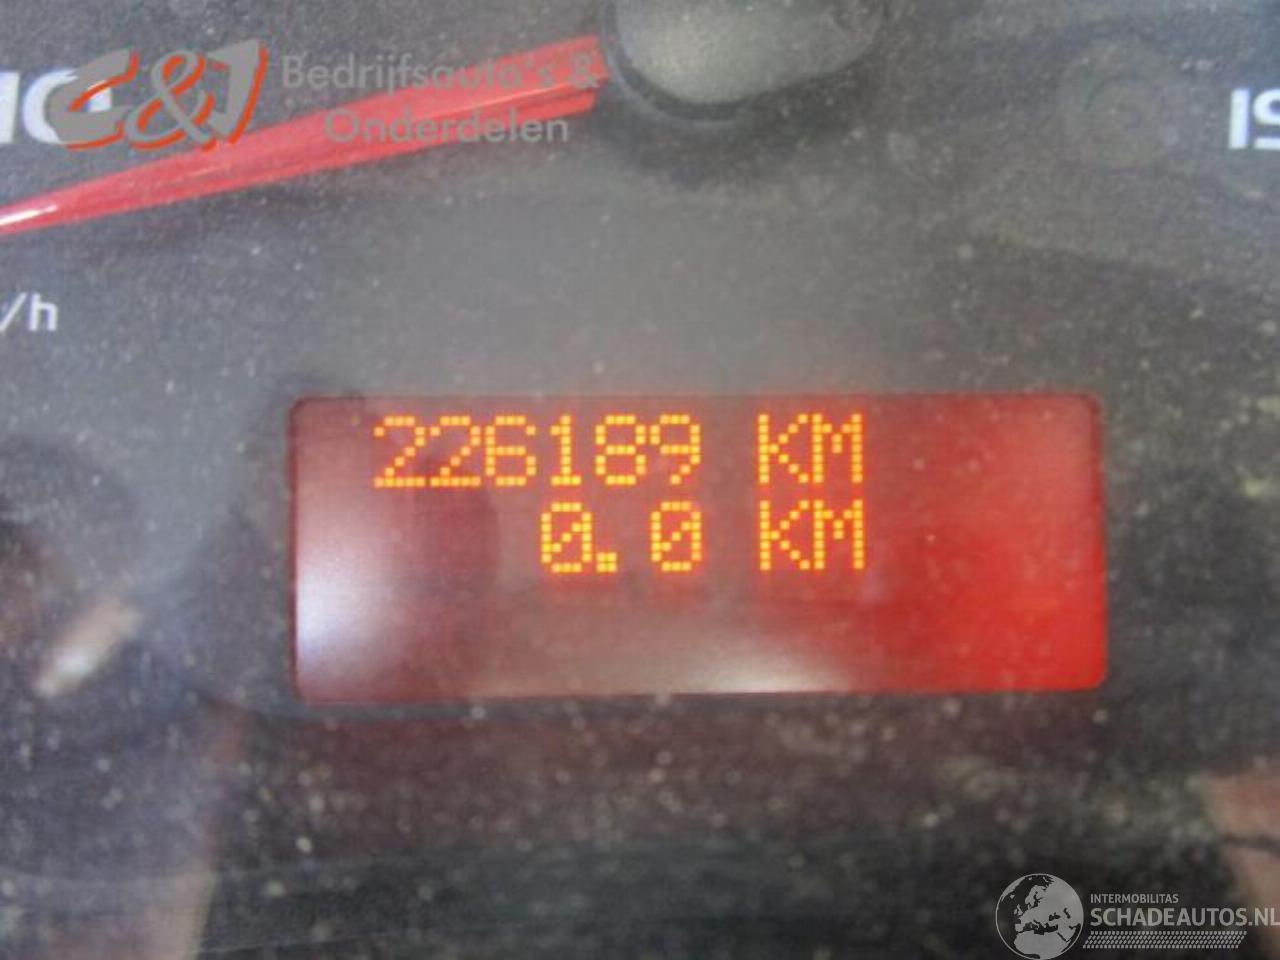 C&J Bedrijfsauto's &
Onderdelen
/h
226189 KM
0.0 KM
INTERMOBILITAS
SCHADEAUTOS.NL